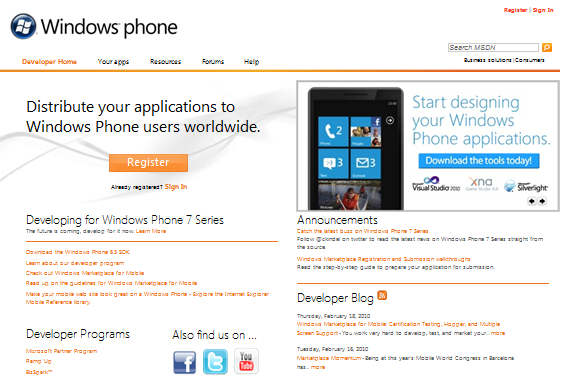 Register | Sign In
Windows® phone
Search MSDN
Developer Home Your apps Resources Forums Help
Business solutions | Consumers
Distribute your applications to
Windows Phone users worldwide.
Register
Already registered? Sign In
2
3
3
Start designing
your Windows
Phone applications.
Download the tools today!
Microsoft
Visual Studio 2010
xna
Game Studio 4.0
Microsoft
Silverlight
Developing for Windows Phone 7 Series
The future is coming, develop for it now Learn More
Download the Windows Phone 6.5 SDK
Learn about our developer program
Check out Windows Marketplace for Mobile
Read up on the guidelines for Windows Marketplace for Mobile
Make your mobile web site look great on a Windows Phone - Explore the Internet Explorer
Mobile Reference library.
Developer Programs
Microsoft Partner Program
Ramp Up
BizSpark™
Also find us on ...
f
t
You
Tube
Announcements
Catch the latest buzz on Windows Phone 7 Series
Follow @ckindel on twitter to read the latest news on Windows Phone 7 Series straight from
the source.
Windows Marketplace Registration and Submission walkthroughs
Read the step-by-step guide to prepare your application for submission.
Developer Blog
Thursday, February 18, 2010
Windows Marketplace for Mobile: Certification Testing, Hopper, and Multiple
Screen Support - You work very hard to develop, test, and market your... more
Tuesday, February 16, 2010
Marketplace Momentum - Being at this year's Mobile World Congress in Barcelona
has... more